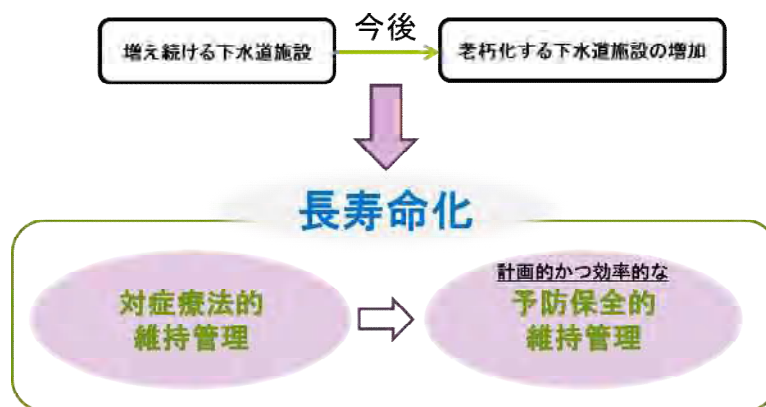 今後
増え続ける下水道施設
老朽化する下水道施設の増加
長寿命化
対症療法的
維持管理
計画的かつ効率的な
予防保全的
維持管理